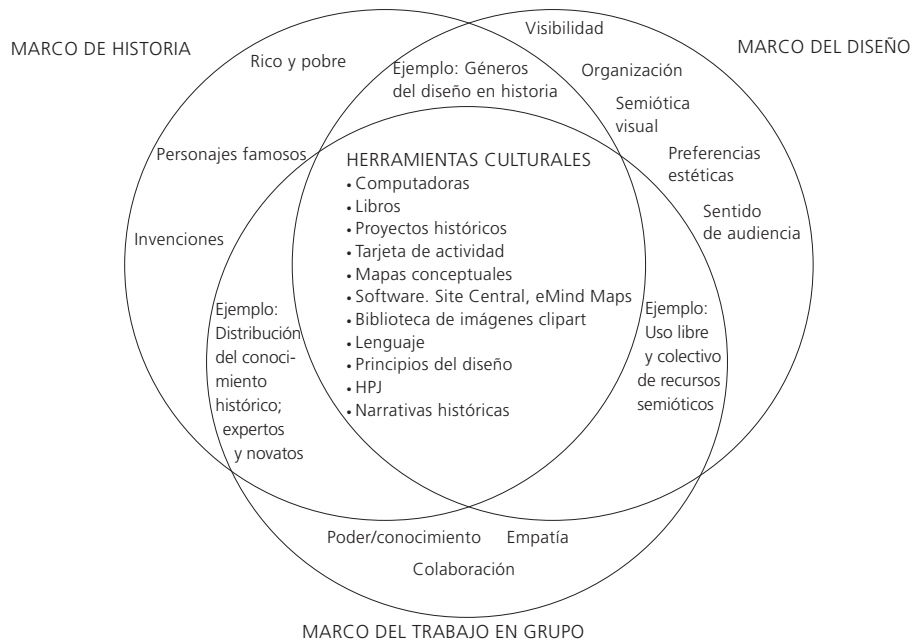 MARCO DE HISTORIA
Rico y pobre
Personajes famosos
Invenciones
Visibilidad
MARCO DEL DISEÑO
Organización
Semiótica
visual
Preferencias
estéticas
Sentido
de audiencia
Ejemplo: Géneros
del diseño en historia
HERRAMIENTAS CULTURALES
• Computadoras
• Libros
• Proyectos históricos
• Tarjeta de actividad
• Mapas conceptuales
• Software. Site Central, eMind Maps
• Biblioteca de imágenes clipart
• Lenguaje
• Principios del diseño
• HPJ
• Narrativas históricas
Ejemplo:
Distribución
del conoci-
miento
histórico;
expertos
y novatos
Ejemplo:
Uso libre
y colectivo
de recursos
semióticos
Poder/conocimiento
Empatía
Colaboración
MARCO DEL TRABAJO EN GRUPO